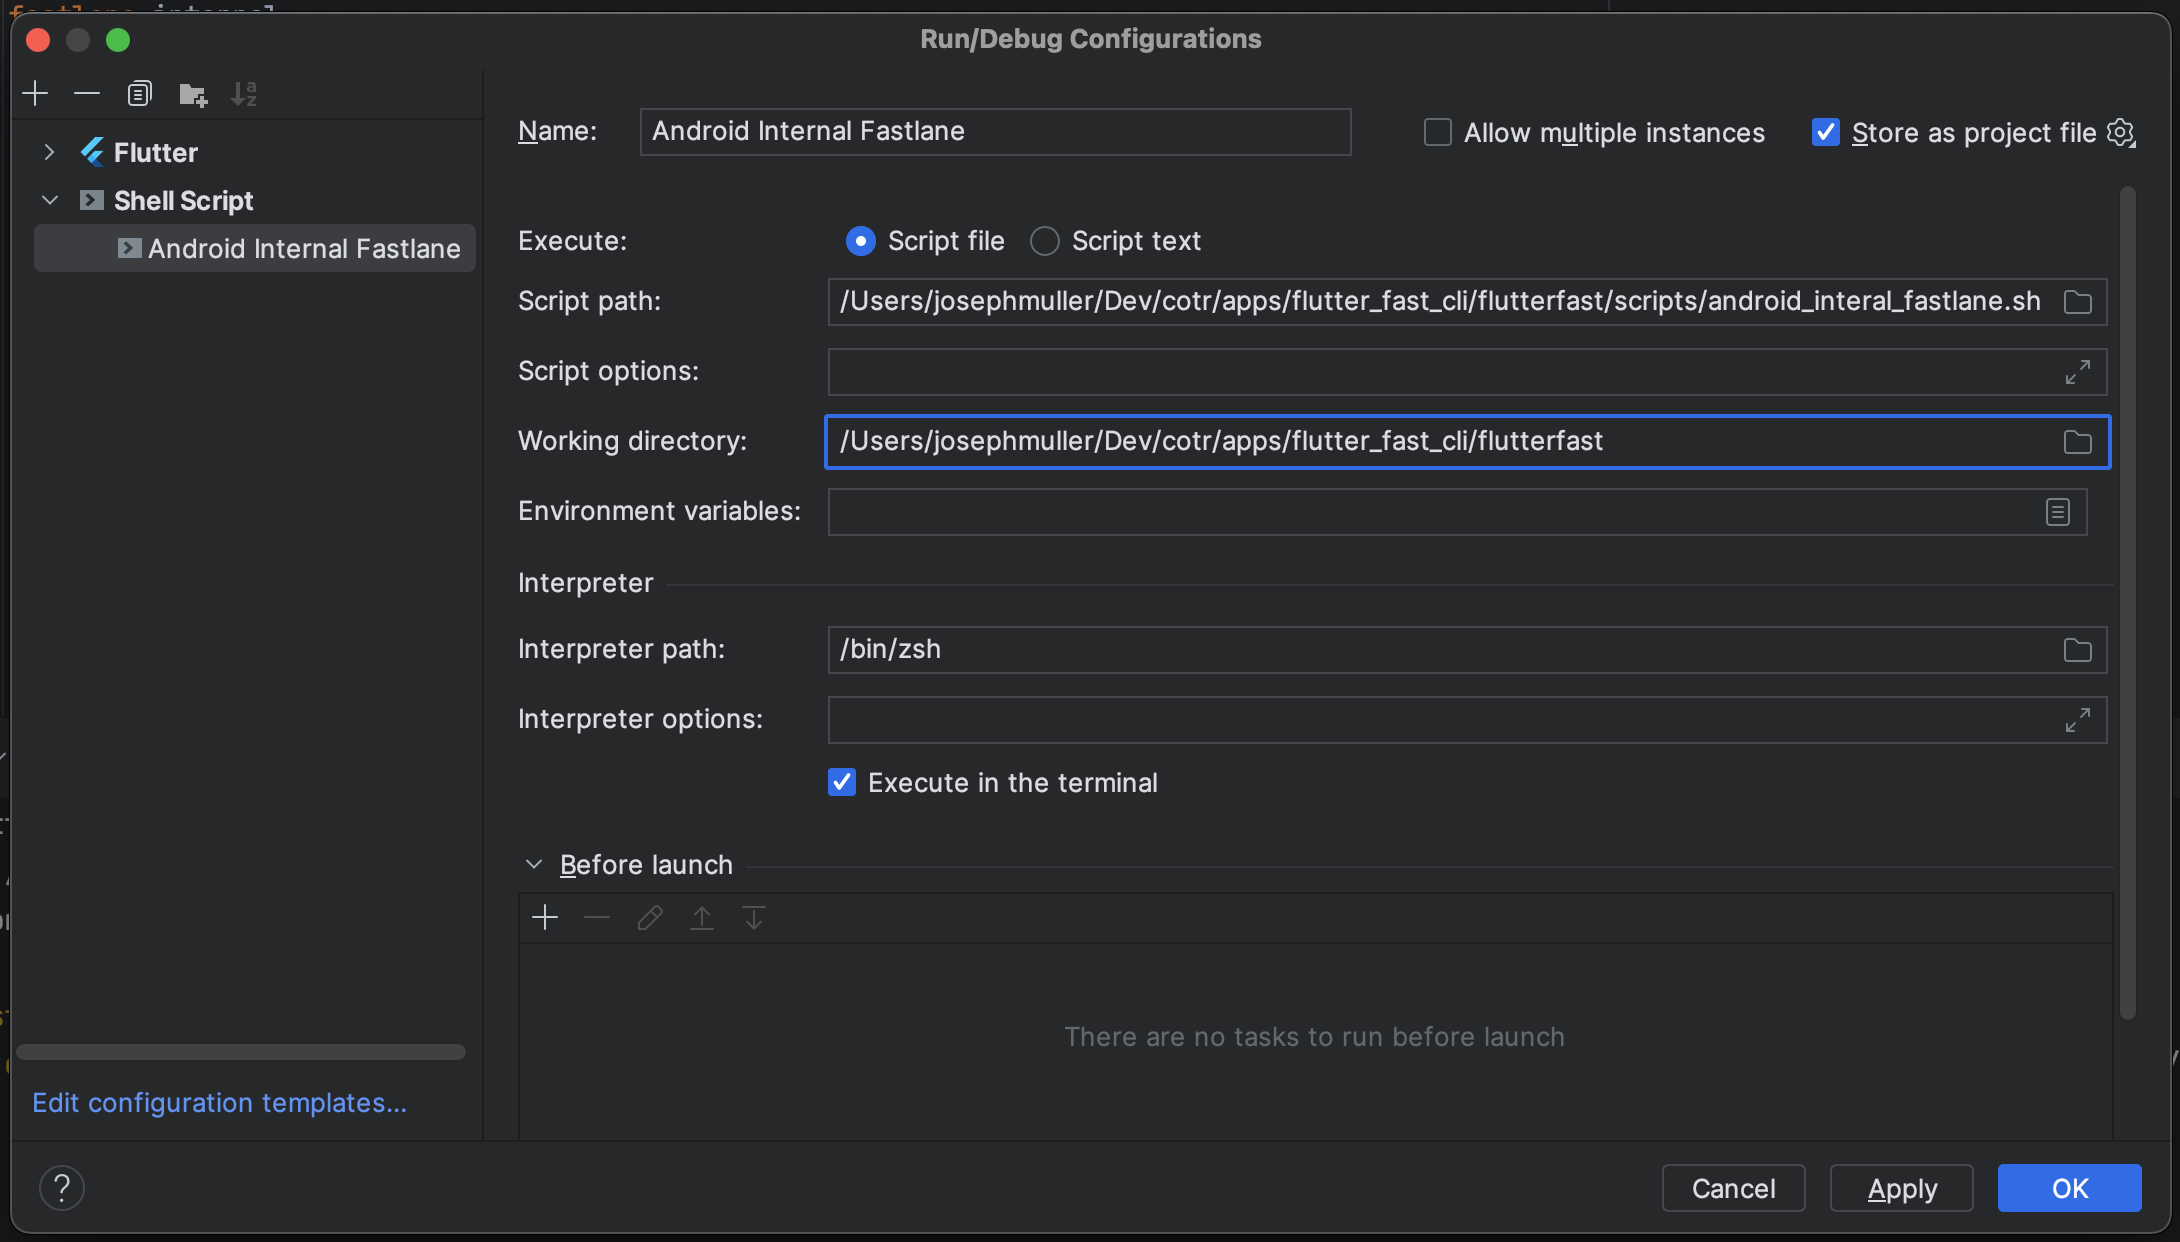 Run/Debug Configurations
Flutter
Shell Script
Android Internal Fastlane
Edit configuration templates...
Name: Android Internal Fastlane
Allow multiple instances
Store as project file
Execute: Script file Script text
Script path: /Users/josephmuller/Dev/cotr/apps/flutter_fast_cli/flutterfast/scripts/android_interal_fastlane.sh
Script options:
Working directory: /Users/josephmuller/Dev/cotr/apps/flutter_fast_cli/flutterfast
Environment variables:
Interpreter
Interpreter path: /bin/zsh
Interpreter options:
Execute in the terminal
Before launch
There are no tasks to run before launch
? Cancel Apply OK